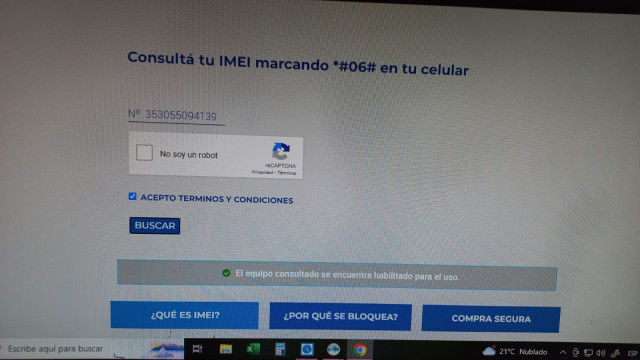 Consultá tu IMEI marcando *#06# en tu celular
Nº 353055094139
No soy un robot
reCAPTCHA
Privacidad - Términos
ACEPTO TERMINOS Y CONDICIONES
BUSCAR
El equipo consultado se encuentra habilitado para el uso.
¿QUÉ ES IMEI?
¿POR QUÉ SE BLOQUEA?
COMPRA SEGURA
Escribe aquí para buscar
21°C Nublado